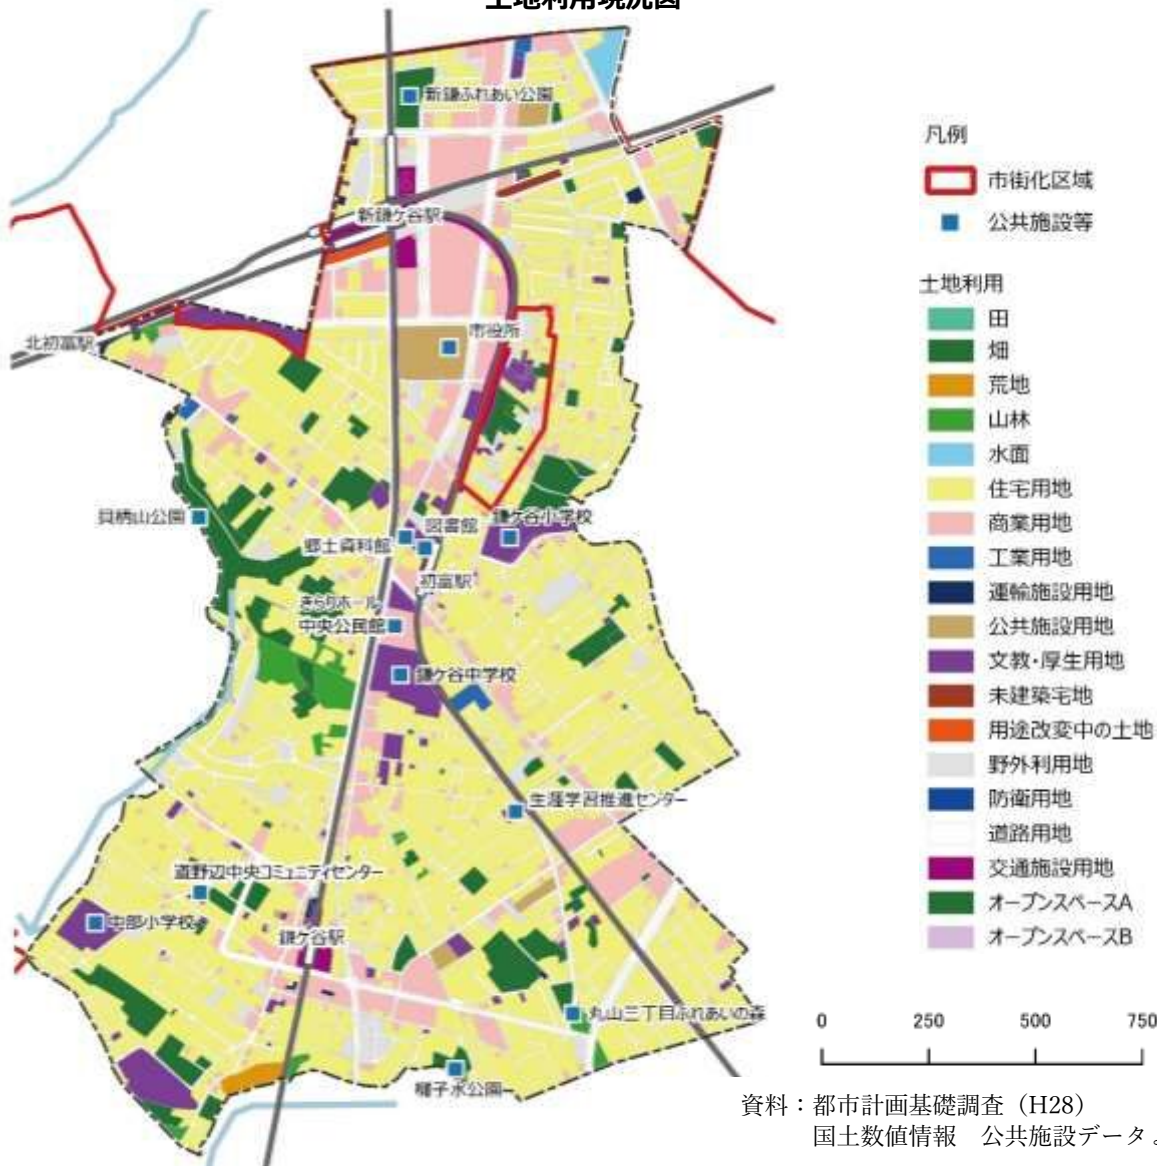 土地利用現況図
新鎌ふれあい公園
新鎌ヶ谷駅
北初富駅
市役所
貝柄山公園
図書館
鎌ケ谷小学校
郷土資料館
初富駅
きらりホール
中央公民館
鎌ケ谷中学校
生涯学習推進センター
道野辺中央コミュニティセンター
中部小学校
鎌ケ谷駅
丸山三丁目ふれあいの森
囃子水公園
凡例
市街化区域
公共施設等
土地利用
田
畑
荒地
山林
水面
住宅用地
商業用地
工業用地
運輸施設用地
公共施設用地
文教・厚生用地
未建築宅地
用途改変中の土地
野外利用地
防衛用地
道路用地
交通施設用地
オープンスペースA
オープンスペースB
0 250 500 750
資料：都市計画基礎調査（H28）
国土数値情報 公共施設データ